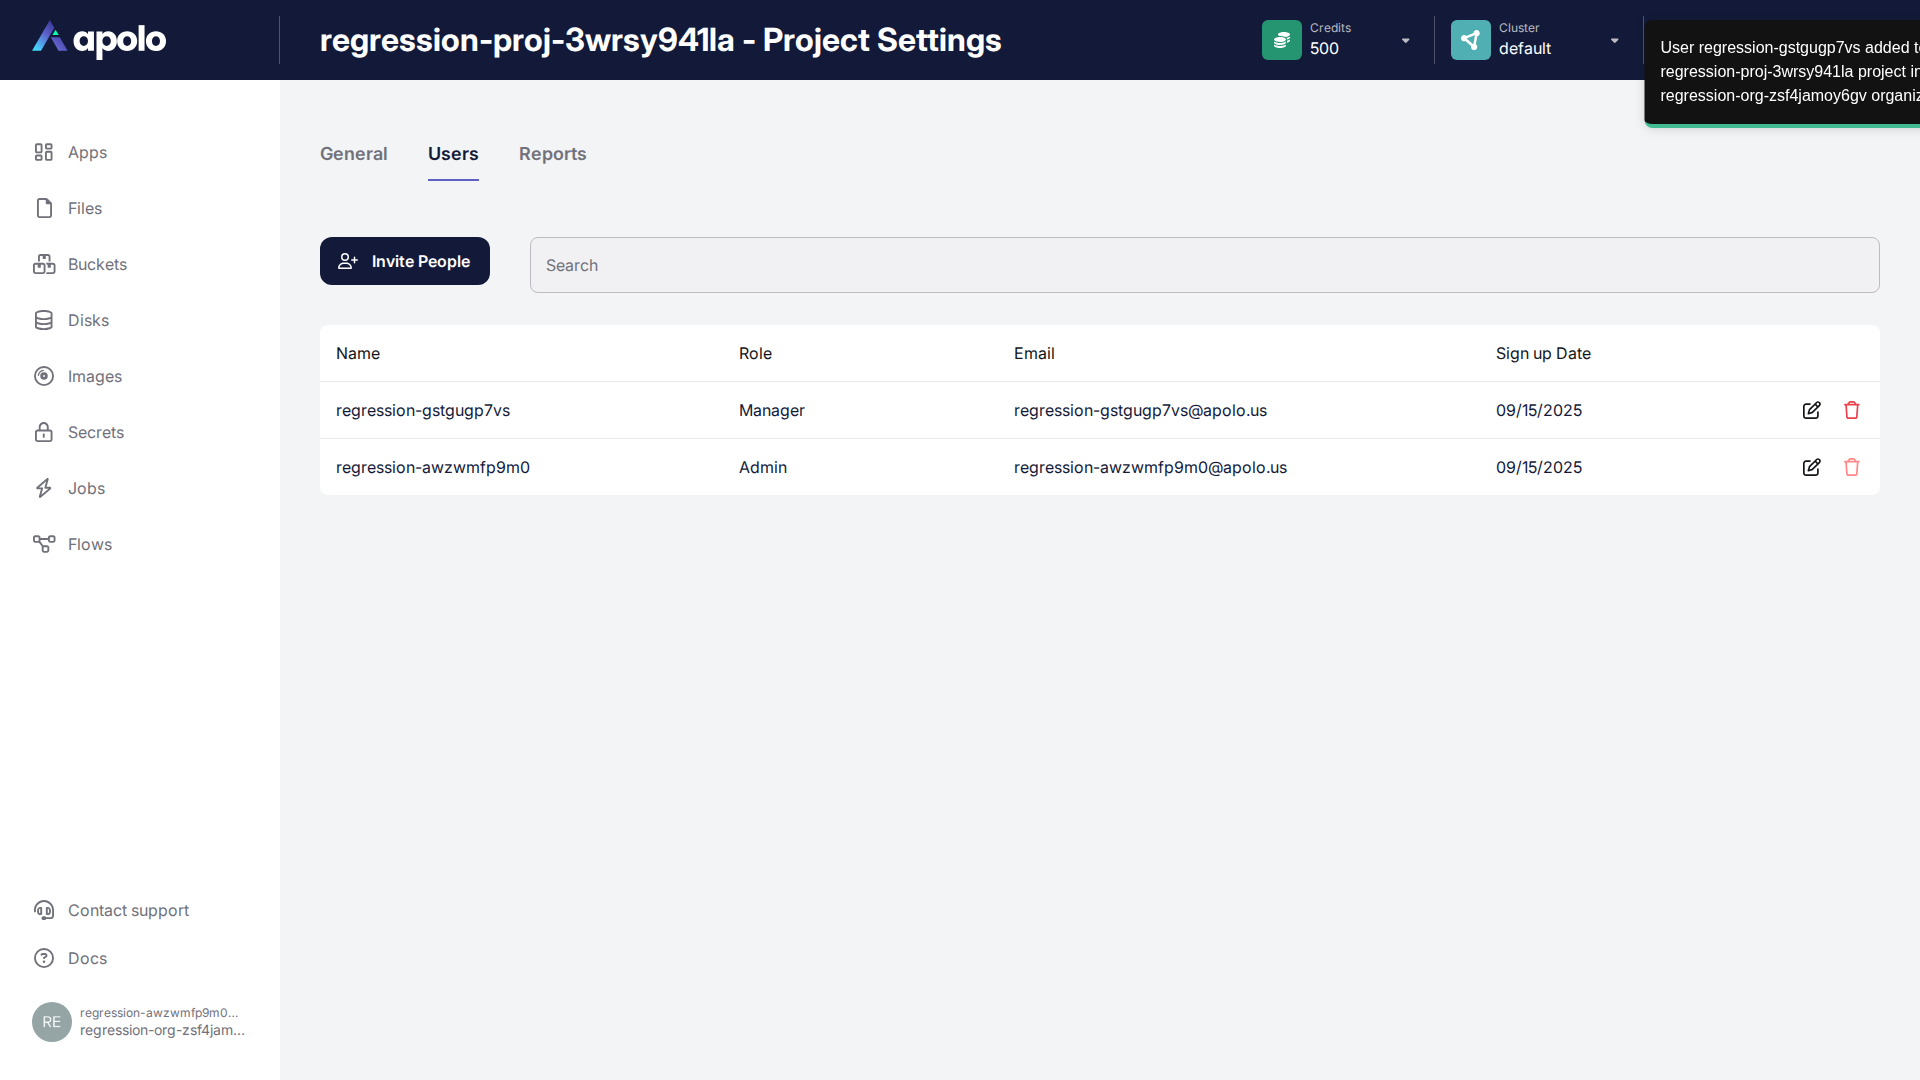 apolo
regression-proj-3wrsy941la - Project Settings
Credits
500
Cluster
default
User regression-gstgugp7vs added
regression-proj-3wrsy941la project in
regression-org-zsf4jamoy6gv
Apps
Files
Buckets
Disks
Images
Secrets
Jobs
Flows
General Users Reports
Invite People
Search
Name Role Email Sign up Date
regression-gstgugp7vs Manager regression-gstgugp7vs@apolo.us 09/15/2025
regression-awzwmfp9m0 Admin regression-awzwmfp9m0@apolo.us 09/15/2025
Contact support
Docs
RE
regression-awzwmfp9m0...
regression-org-zsf4jam...